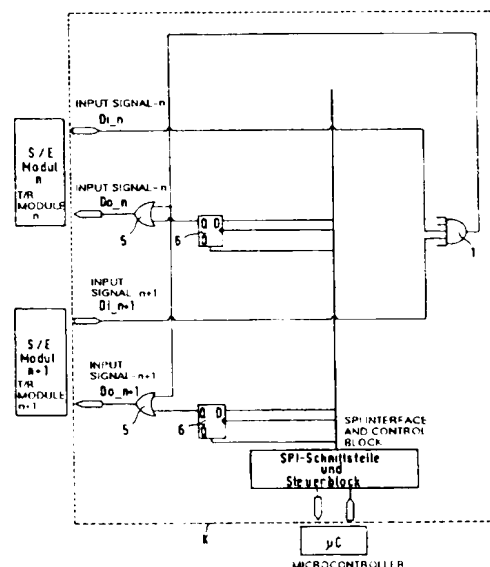 INPUT SIGNAL-n
Di_n
S/E
Modul
n
T/R
MODULE
n
INPUT SIGNAL-n
Do_n
5
Q D
6
1
INPUT
SIGNAL-n+1
Di_n+1
S/E
Modul
n+1
T/R
MODULE
n+1
INPUT
SIGNAL-n+1
Do_n+1
5
Q D
6
SPI INTERFACE
AND CONTROL
BLOCK
SPI-Schnittstelle
und
Steuerblock
K
µC
MICROCONTROLLER